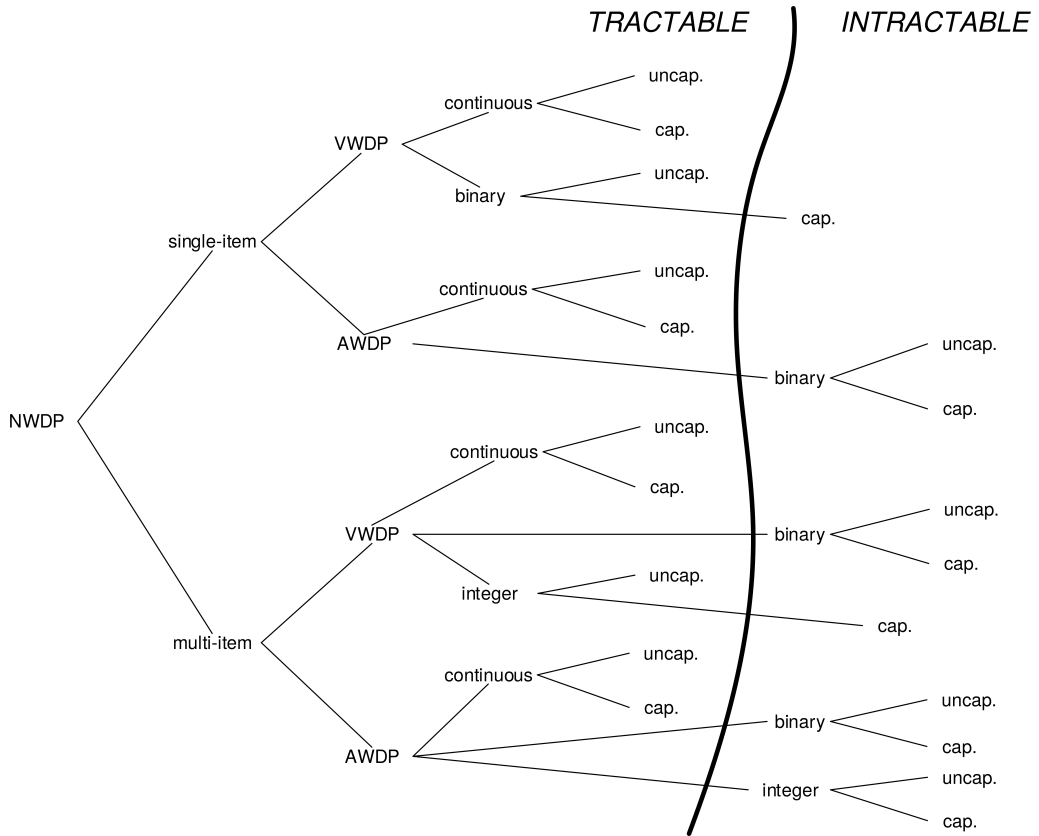 TRACTABLE INTRACTABLE
uncap.
continuous
cap.
VWDP
uncap.
binary
cap.
single-item
uncap.
continuous
cap.
AWDP
uncap.
binary
cap.
NWDP
uncap.
continuous
cap.
VWDP
uncap.
binary
cap.
uncap.
integer
cap.
multi-item
uncap.
continuous
cap.
uncap.
binary
cap.
AWDP
uncap.
integer
cap.